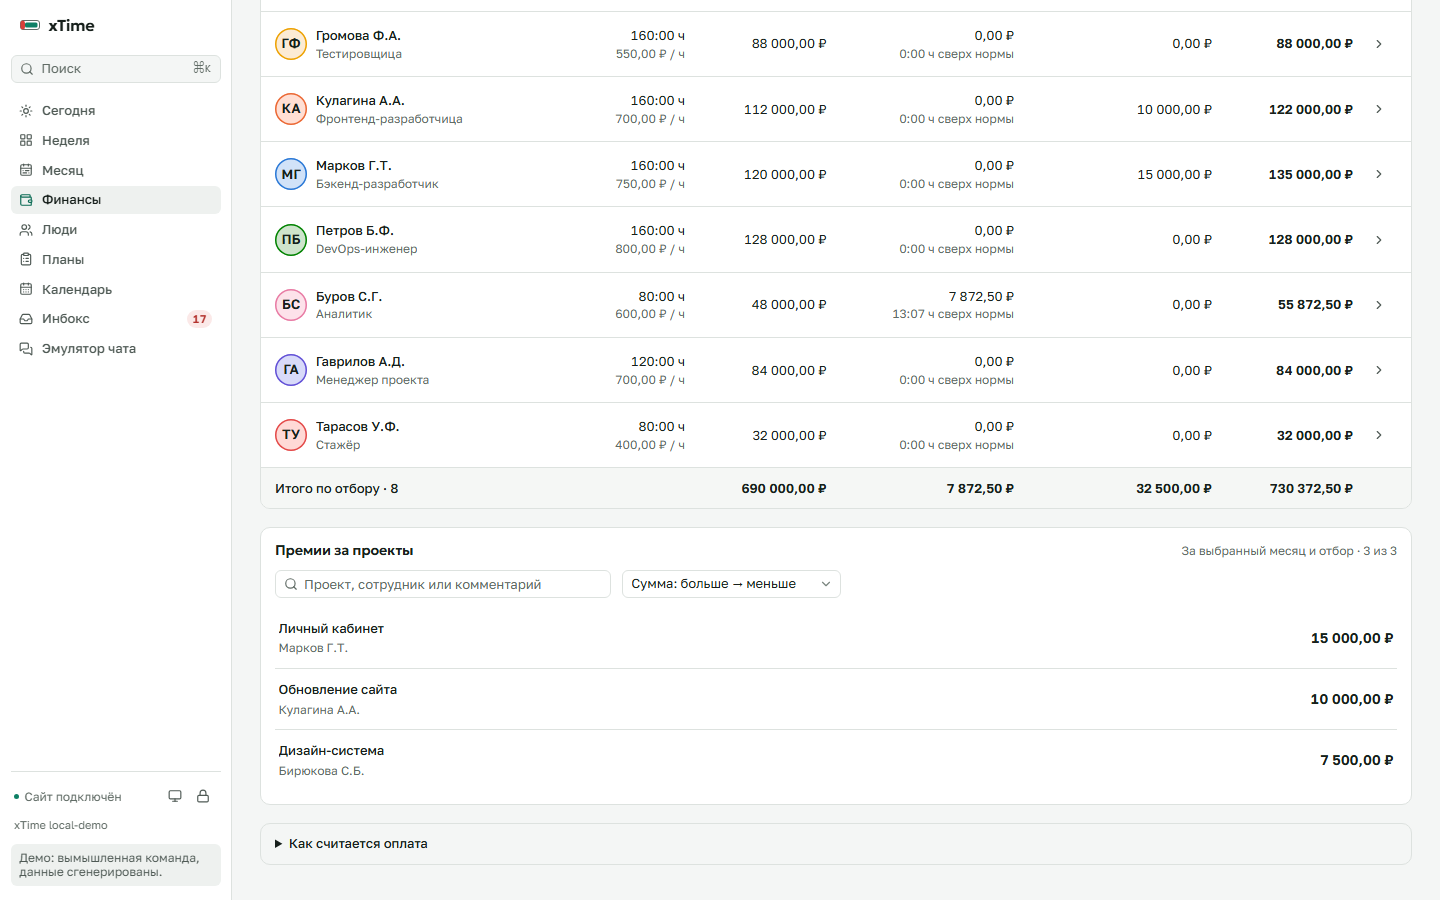 xTime
Поиск
⌘K
Сегодня
Неделя
Месяц
Финансы
Люди
Планы
Календарь
Инбокс
17
Эмулятор чата
Сайт подключён
xTime local-demo
Демо: вымышленная команда,
данные сгенерированы.
ГФ Громова Ф.А. 160:00 ч 88 000,00 ₽ 0,00 ₽ 0,00 ₽ 88 000,00 ₽
Тестировщица 550,00 ₽ / ч 0:00 ч сверх нормы
КА Кулагина А.А. 160:00 ч 112 000,00 ₽ 0,00 ₽ 10 000,00 ₽ 122 000,00 ₽
Фронтенд-разработчица 700,00 ₽ / ч 0:00 ч сверх нормы
МГ Марков Г.Т. 160:00 ч 120 000,00 ₽ 0,00 ₽ 15 000,00 ₽ 135 000,00 ₽
Бэкенд-разработчик 750,00 ₽ / ч 0:00 ч сверх нормы
ПБ Петров Б.Ф. 160:00 ч 128 000,00 ₽ 0,00 ₽ 0,00 ₽ 128 000,00 ₽
DevOps-инженер 800,00 ₽ / ч 0:00 ч сверх нормы
БС Буров С.Г. 80:00 ч 48 000,00 ₽ 7 872,50 ₽ 0,00 ₽ 55 872,50 ₽
Аналитик 600,00 ₽ / ч 13:07 ч сверх нормы
ГА Гаврилов А.Д. 120:00 ч 84 000,00 ₽ 0,00 ₽ 0,00 ₽ 84 000,00 ₽
Менеджер проекта 700,00 ₽ / ч 0:00 ч сверх нормы
ТУ Тарасов У.Ф. 80:00 ч 32 000,00 ₽ 0,00 ₽ 0,00 ₽ 32 000,00 ₽
Стажёр 400,00 ₽ / ч 0:00 ч сверх нормы
Итого по отбору · 8 690 000,00 ₽ 7 872,50 ₽ 32 500,00 ₽ 730 372,50 ₽
Премии за проекты
За выбранный месяц и отбор · 3 из 3
Проект, сотрудник или комментарий
Сумма: больше → меньше
Личный кабинет 15 000,00 ₽
Марков Г.Т.
Обновление сайта 10 000,00 ₽
Кулагина А.А.
Дизайн-система 7 500,00 ₽
Бирюкова С.Б.
Как считается оплата